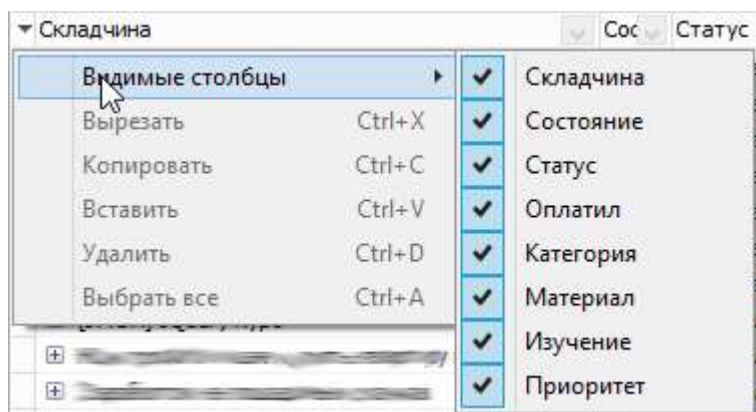 Складчина Сос Статус
Видимые столбцы
Вырезать Ctrl+X
Копировать Ctrl+C
Вставить Ctrl+V
Удалить Ctrl+D
Выбрать все Ctrl+A
Складчина
Состояние
Статус
Оплатил
Категория
Материал
Изучение
Приоритет